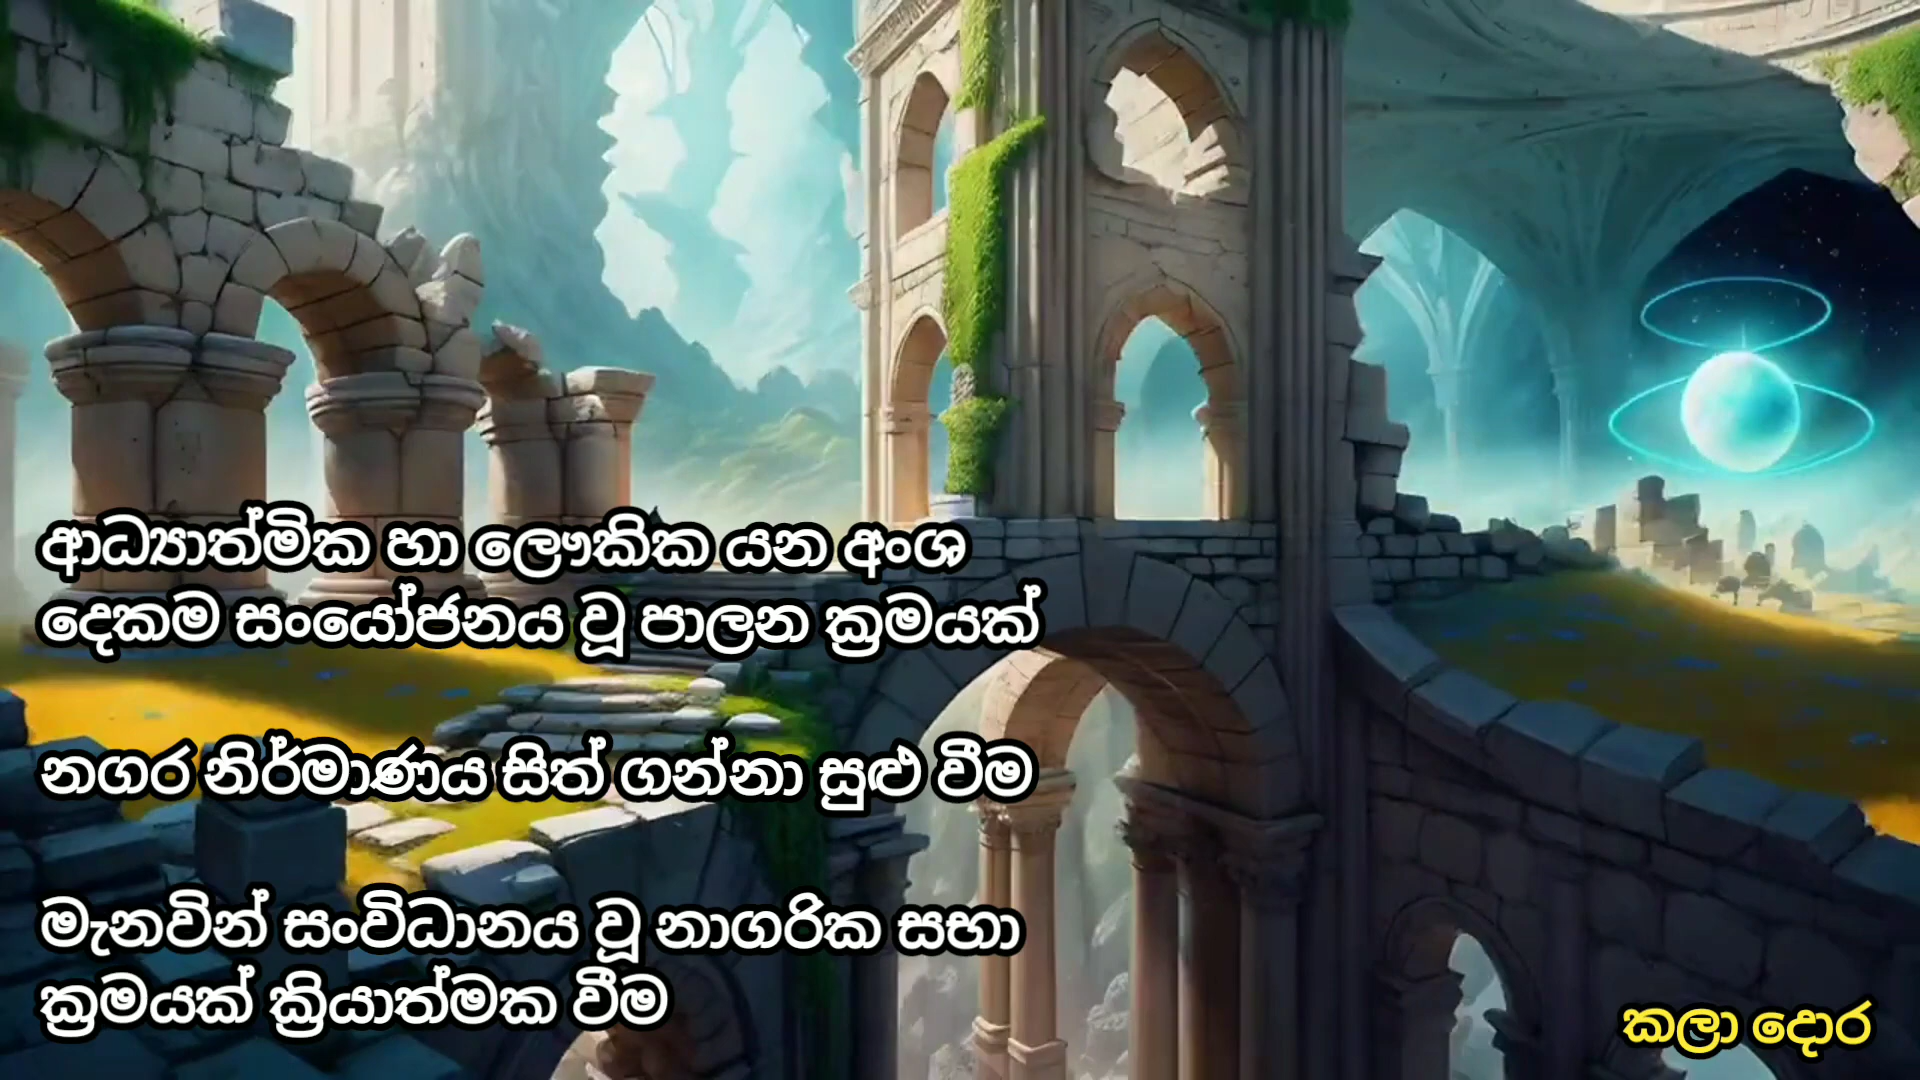 ආධ්‍යාත්මික හා ලෞකික යන අංශ
දෙකම සංයෝජනය වූ පාලන ක්‍රමයක්
නගර නිර්මාණය සිත් ගන්නා සුළු වීම
මැනවින් සංවිධානය වූ නාගරික සභා
ක්‍රමයක් ක්‍රියාත්මක වීම
කලා දොර